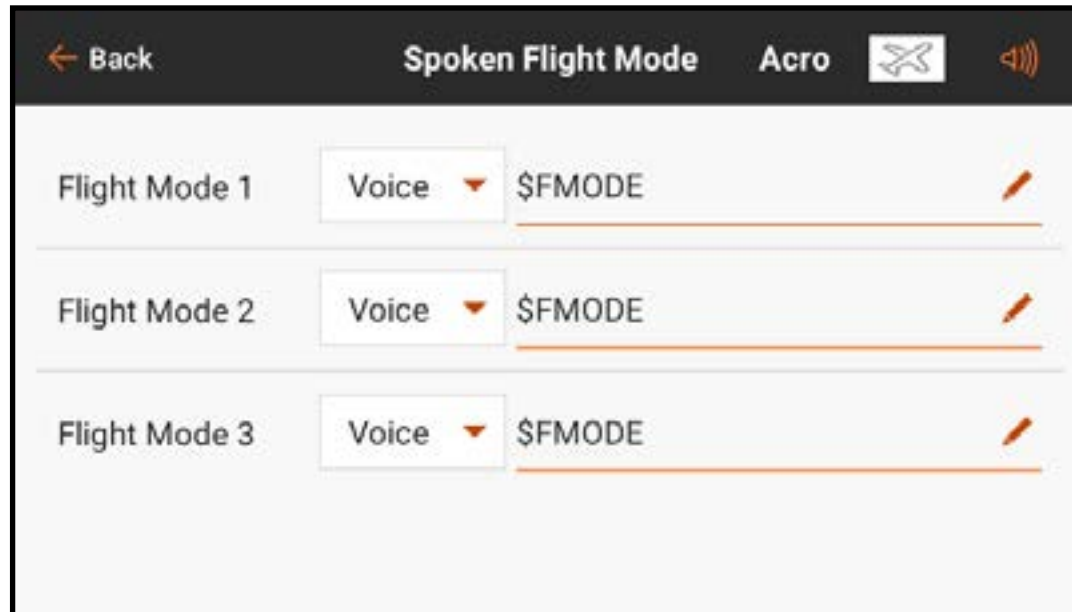 Back Spoken Flight Mode Acro
Flight Mode 1 Voice $FMODE
Flight Mode 2 Voice $FMODE
Flight Mode 3 Voice $FMODE